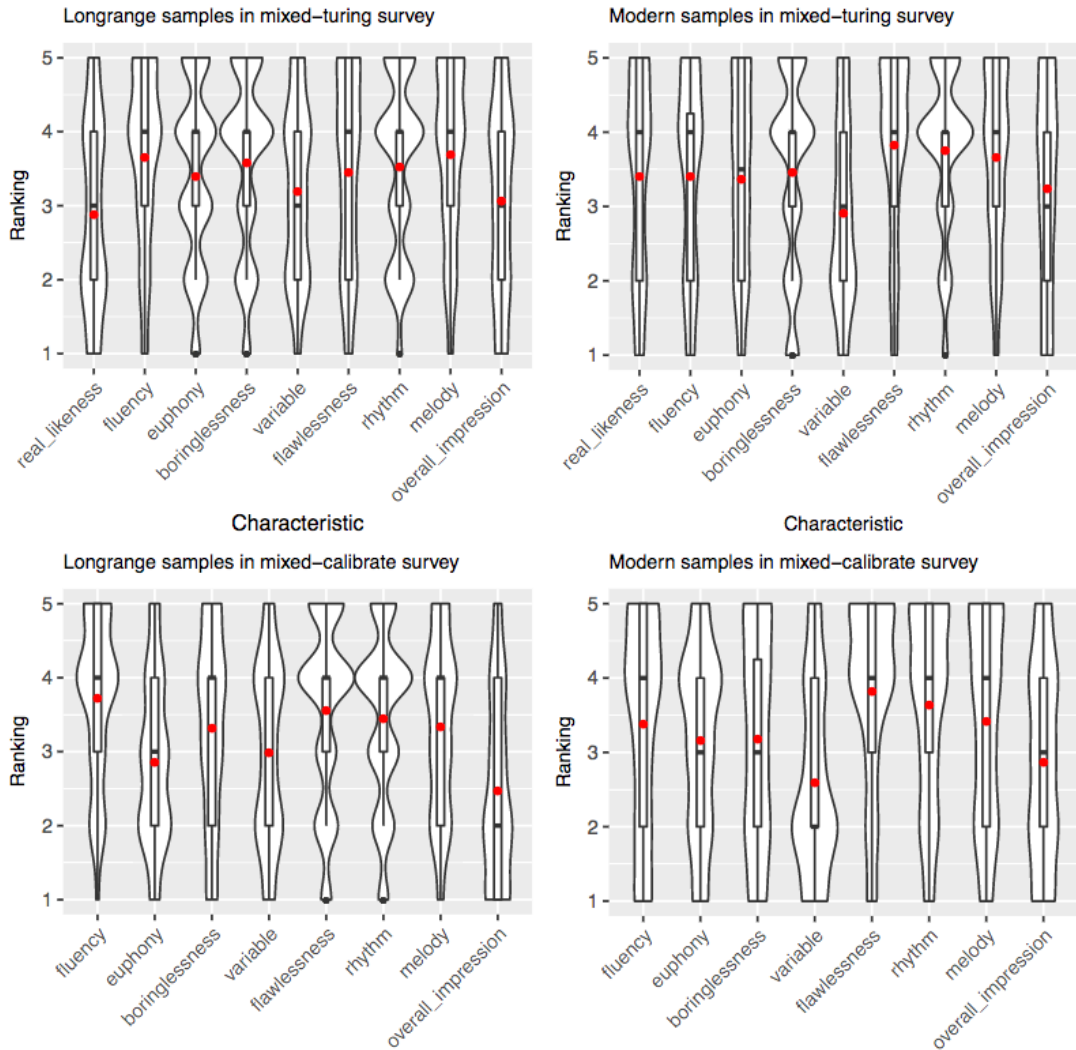 Longrange samples in mixed-turing survey
5
4
3
2
1
Ranking
real_likeness
fluency
euphony
boringlessness
variable
flawlessness
rhythm
melody
overall_impression
Characteristic
Modern samples in mixed-turing survey
5
4
3
2
1
Ranking
real_likeness
fluency
euphony
boringlessness
variable
flawlessness
rhythm
melody
overall_impression
Characteristic
Longrange samples in mixed-calibrate survey
5
4
3
2
1
Ranking
fluency
euphony
boringlessness
variable
flawlessness
rhythm
melody
overall_impression
Modern samples in mixed-calibrate survey
5
4
3
2
1
Ranking
fluency
euphony
boringlessness
variable
flawlessness
rhythm
melody
overall_impression